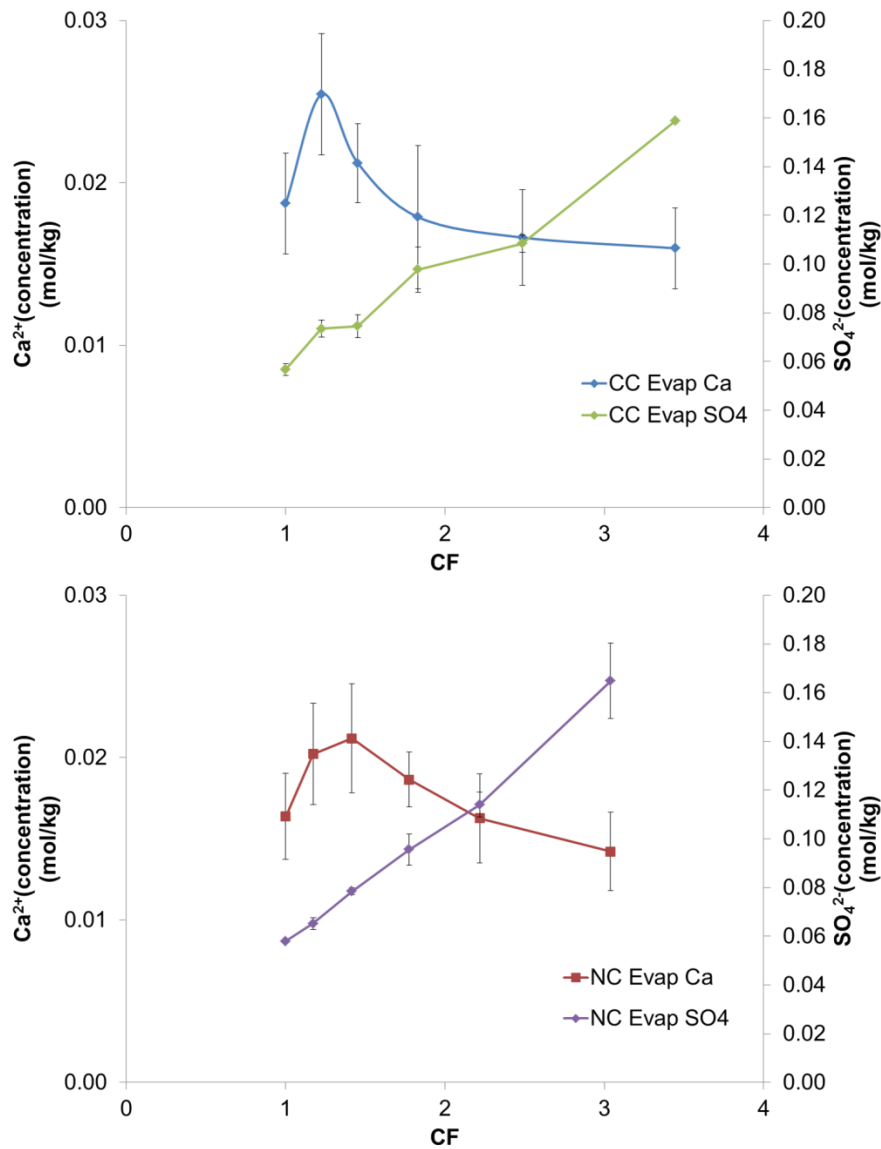 0.03
0.02
0.01
0.00
Ca²⁺(concentration)
(mol/kg)
0.20
0.18
0.16
0.14
0.12
0.10
0.08
0.06
0.04
0.02
0.00
SO₄²⁻(concentration)
(mol/kg)
CC Evap Ca
CC Evap SO4
0 1 2 3 4
CF
0.03
0.02
0.01
0.00
Ca²⁺(concentration)
(mol/kg)
0.20
0.18
0.16
0.14
0.12
0.10
0.08
0.06
0.04
0.02
0.00
SO₄²⁻(concentration)
(mol/kg)
NC Evap Ca
NC Evap SO4
0 1 2 3 4
CF